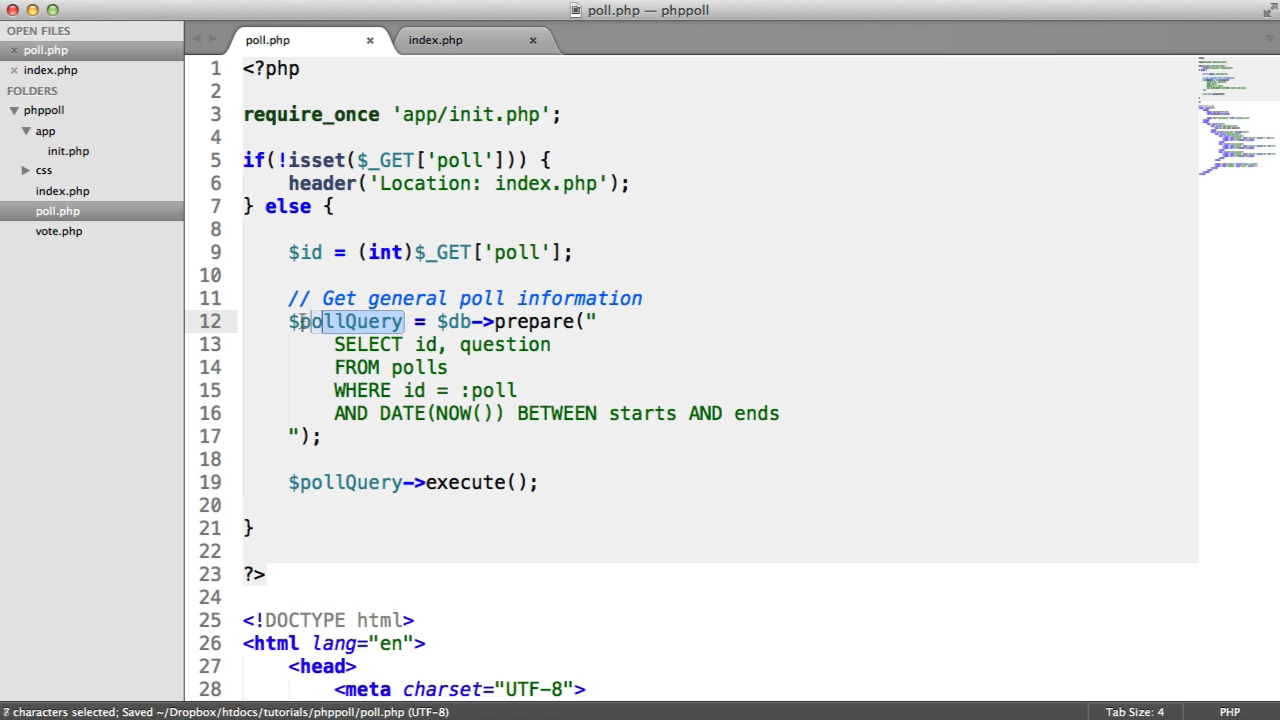 poll.php — phppoll
OPEN FILES
poll.php
index.php
FOLDERS
phppoll
app
init.php
css
index.php
poll.php
vote.php
poll.php
index.php
1 <?php
2
3 require_once 'app/init.php';
4
5 if(!isset($_GET['poll'])) {
6 header('Location: index.php');
7 } else {
8
9 $id = (int)$_GET['poll'];
10
11 // Get general poll information
12 $pollQuery = $db->prepare("
13 SELECT id, question
14 FROM polls
15 WHERE id = :poll
16 AND DATE(NOW()) BETWEEN starts AND ends
17 ");
18
19 $pollQuery->execute();
20
21 }
22
23 ?>
24
25 <!DOCTYPE html>
26 <html lang="en">
27 <head>
28 <meta charset="UTF-8">
characters selected; Saved ~/Dropbox/htdocs/tutorials/phppoll/poll.php (UTF-8)
Tab Size: 4
PHP